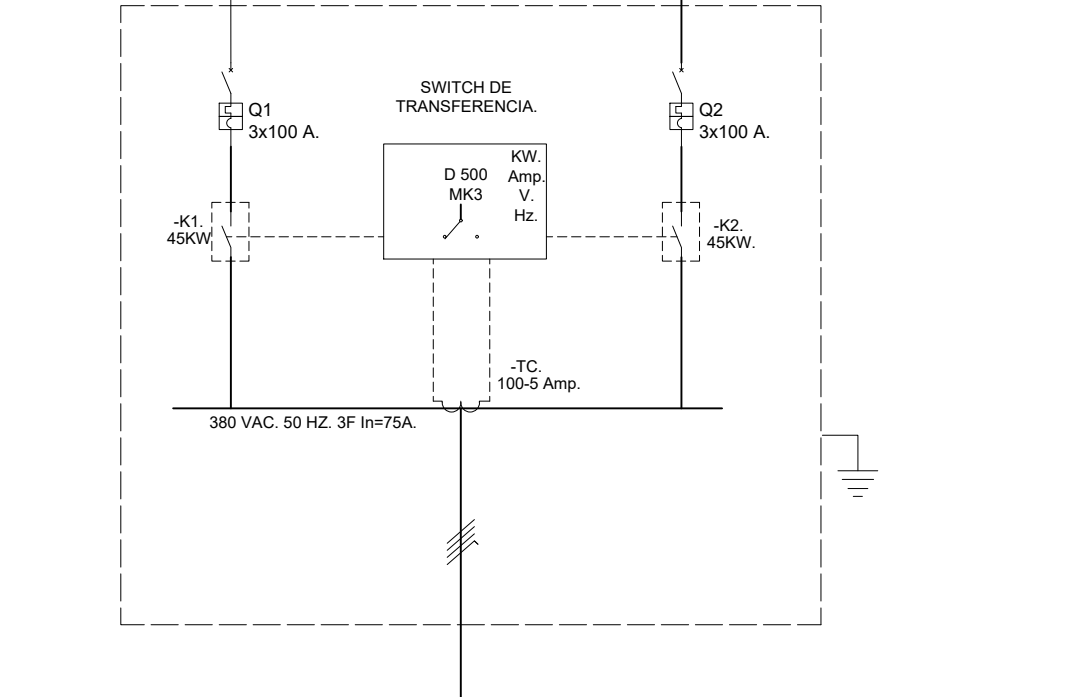 SWITCH DE
TRANSFERENCIA.
Q1
3x100 A.
Q2
3x100 A.
D 500
MK3
KW.
Amp.
V.
Hz.
-K1.
45KW
-K2.
45KW.
-TC.
100-5 Amp.
380 VAC. 50 HZ. 3F In=75A.